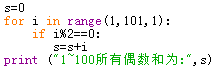 s=0
for i in range(1,101,1):
    if i%2==0:
        s=s+i
print ("1~100所有偶数和为:",s)